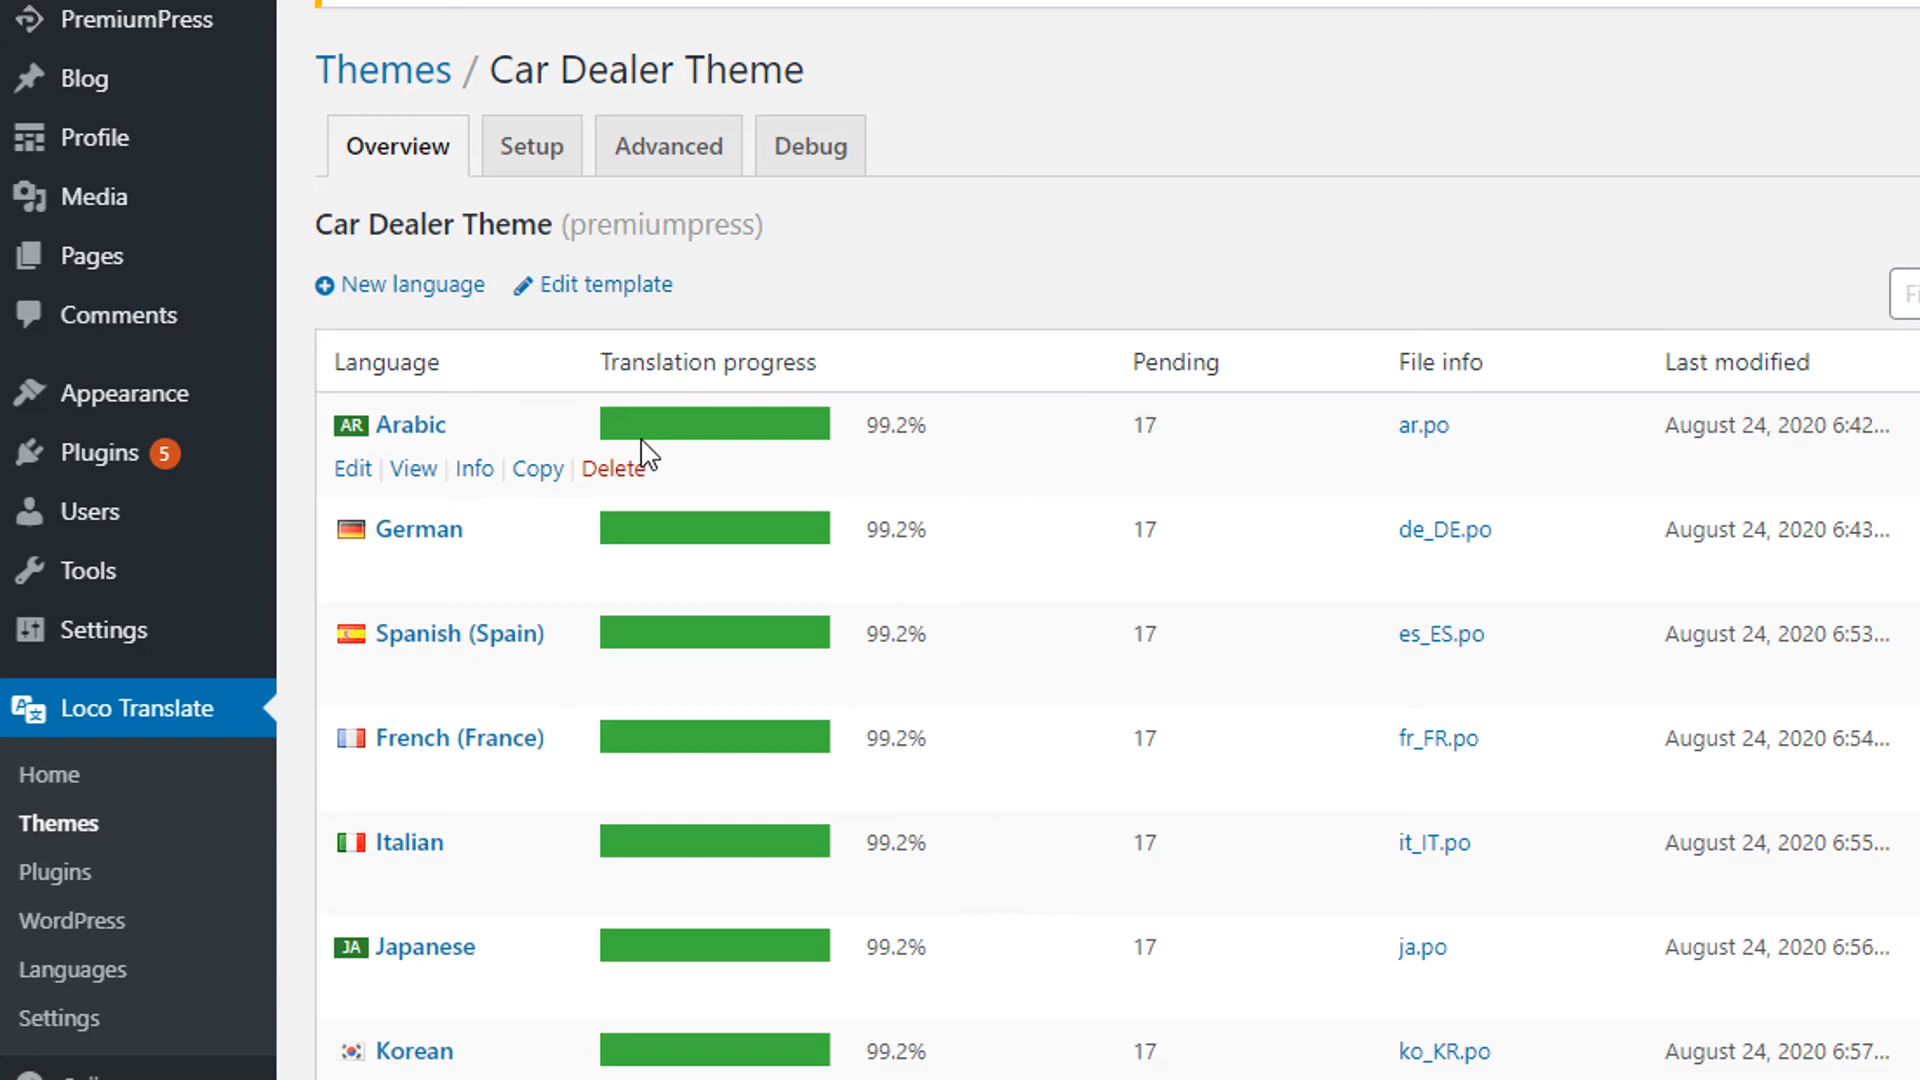 PremiumPress
Blog
Profile
Media
Pages
Comments
Appearance
Plugins 5
Users
Tools
Settings
Loco Translate
Home
Themes
Plugins
WordPress
Languages
Settings
Themes / Car Dealer Theme
Overview Setup Advanced Debug
Car Dealer Theme (premiumpress)
New language Edit template
Language Translation progress Pending File info Last modified
AR Arabic 99.2% 17 ar.po August 24, 2020 6:42...
Edit | View | Info | Copy | Delete
German 99.2% 17 de_DE.po August 24, 2020 6:43...
Spanish (Spain) 99.2% 17 es_ES.po August 24, 2020 6:53...
French (France) 99.2% 17 fr_FR.po August 24, 2020 6:54...
Italian 99.2% 17 it_IT.po August 24, 2020 6:55...
JA Japanese 99.2% 17 ja.po August 24, 2020 6:56...
Korean 99.2% 17 ko_KR.po August 24, 2020 6:57...